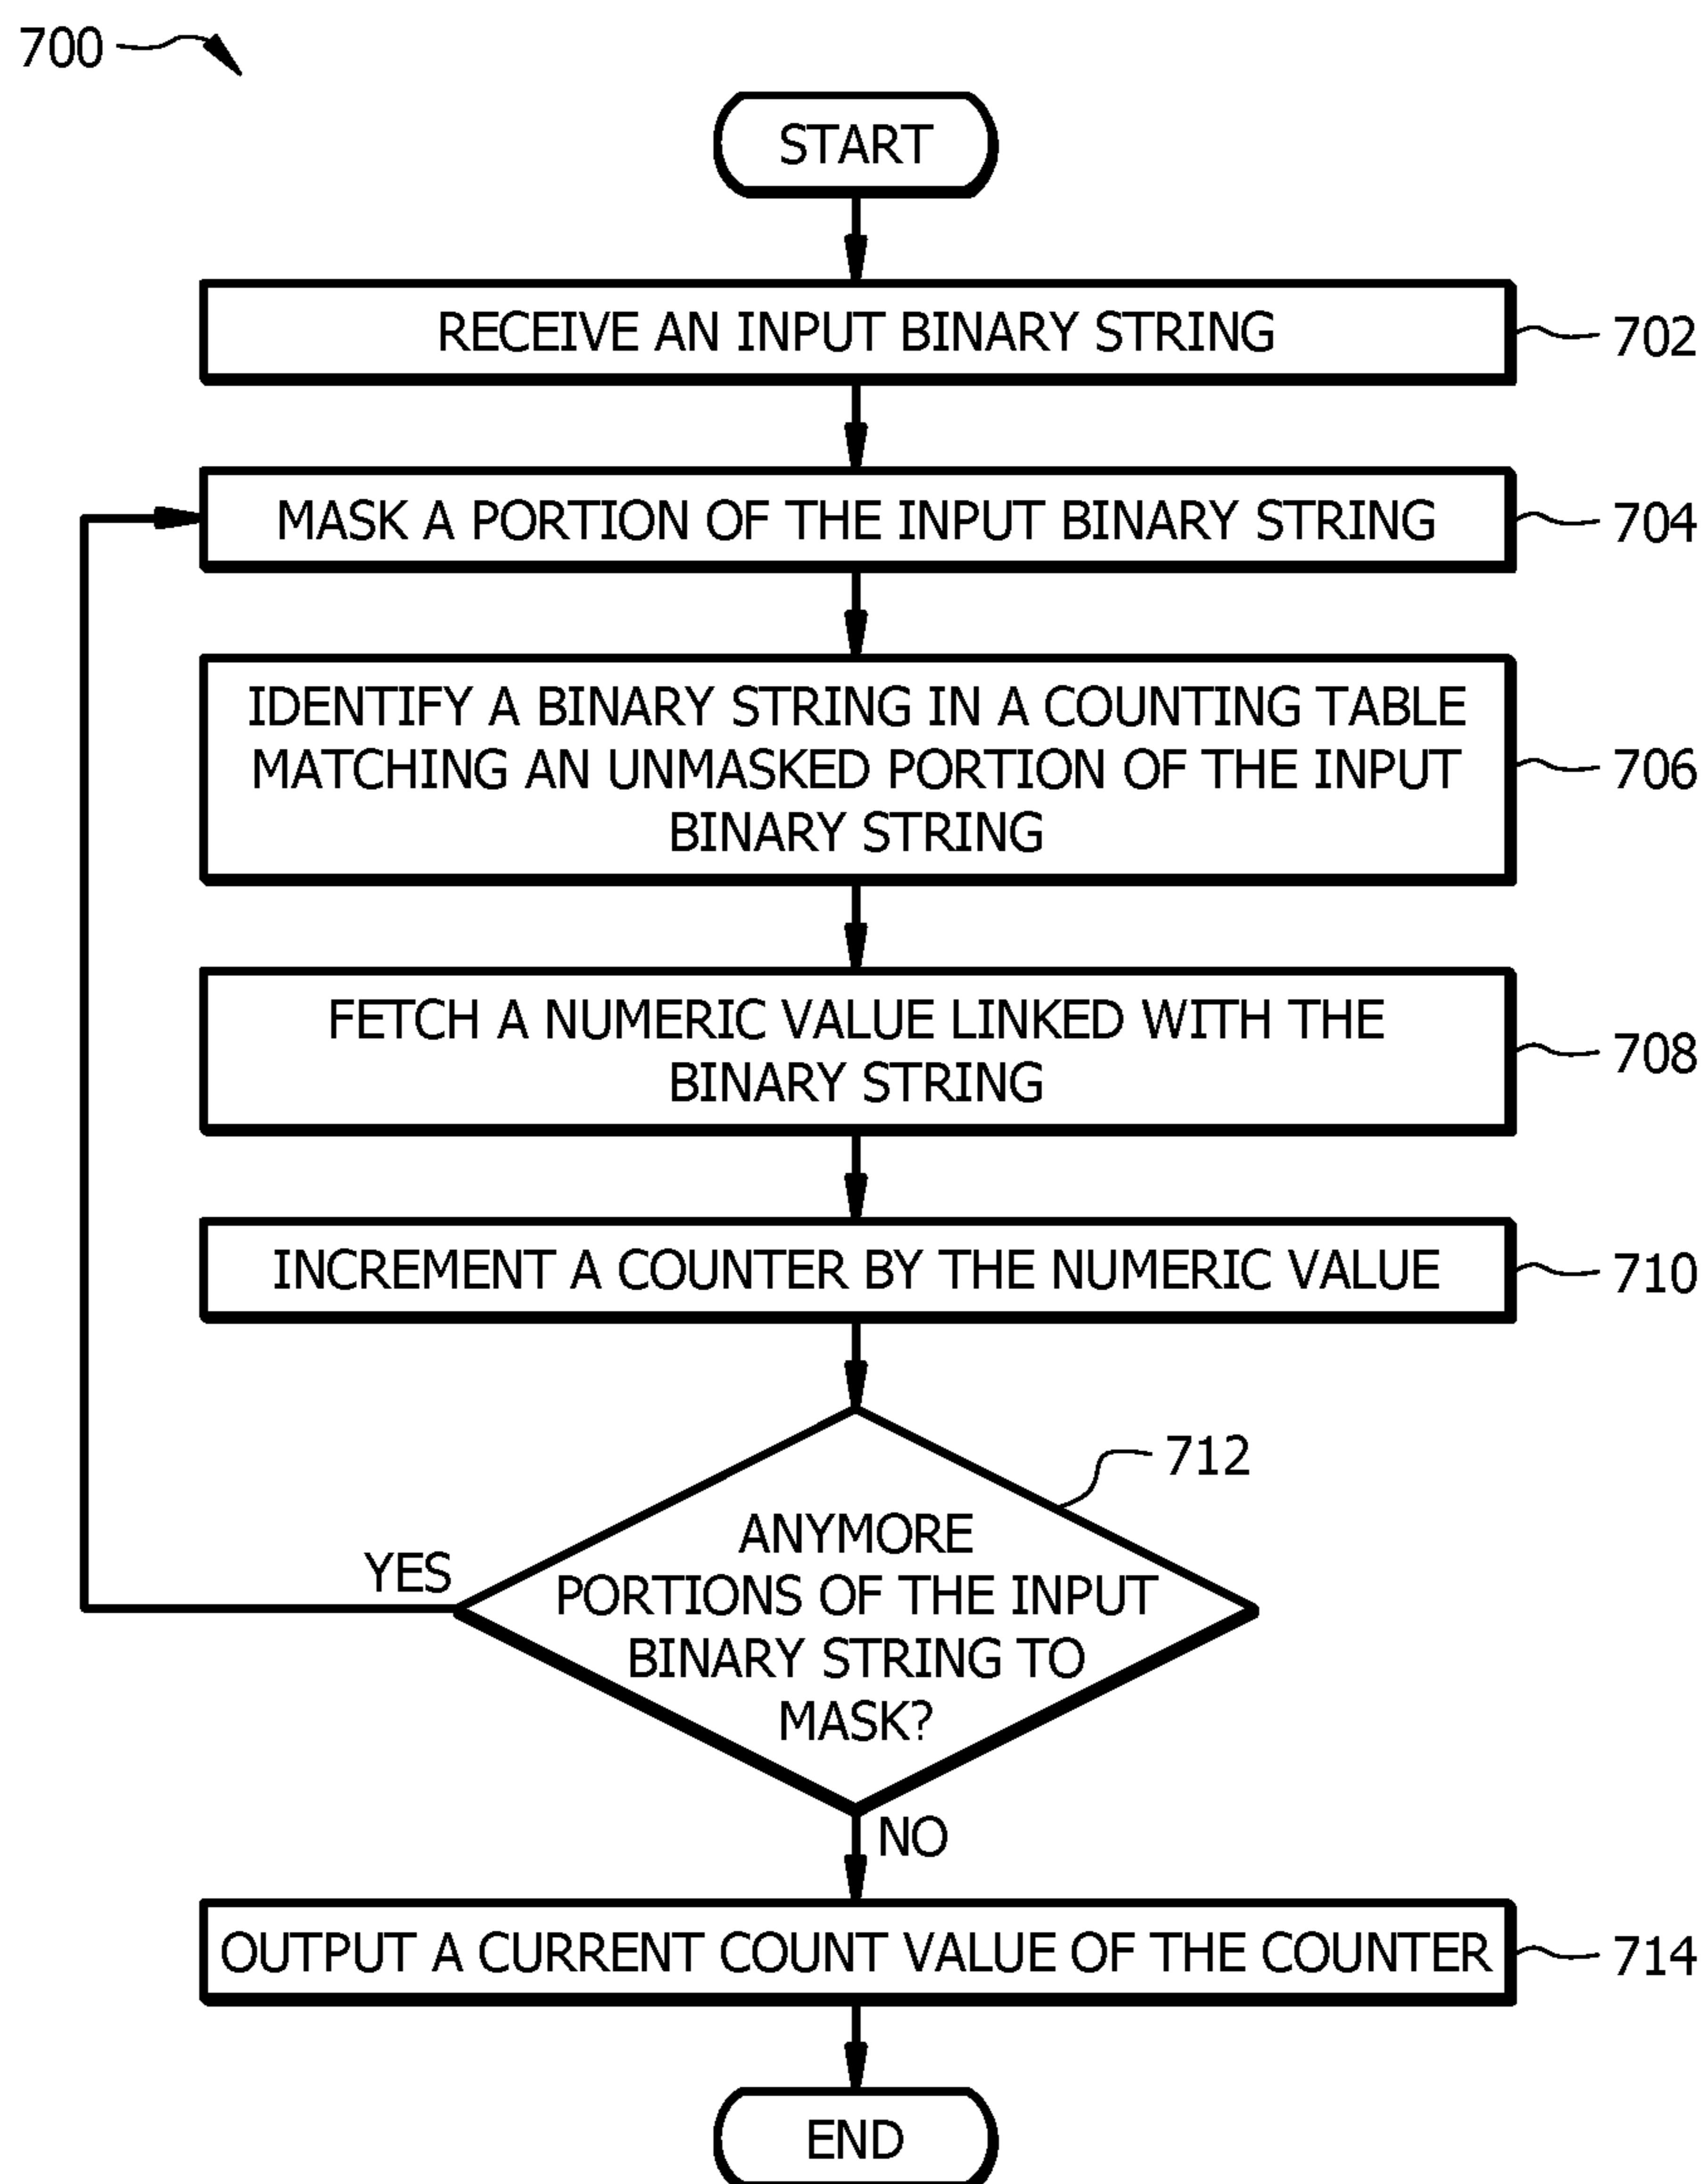 700
START
RECEIVE AN INPUT BINARY STRING
702
MASK A PORTION OF THE INPUT BINARY STRING
704
IDENTIFY A BINARY STRING IN A COUNTING TABLE
MATCHING AN UNMASKED PORTION OF THE INPUT
BINARY STRING
706
FETCH A NUMERIC VALUE LINKED WITH THE
BINARY STRING
708
INCREMENT A COUNTER BY THE NUMERIC VALUE
710
712
ANYMORE
PORTIONS OF THE INPUT
BINARY STRING TO
MASK?
YES
NO
OUTPUT A CURRENT COUNT VALUE OF THE COUNTER
714
END